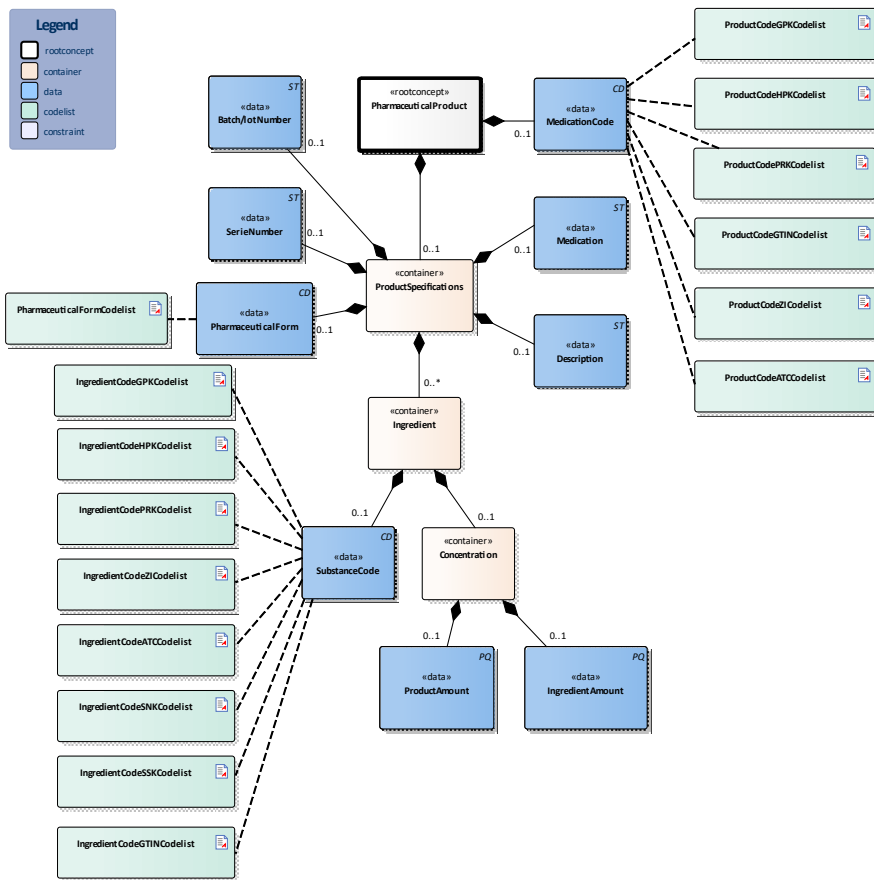 Legend
rootconcept
container
data
codelist
constraint
ProductCodeGPKCodelist
ST
«data»
Batch/lotNumber
0..1
«rootconcept»
PharmaceuticalProduct
CD
«data»
MedicationCode
0..1
ProductCodeHPKCodelist
ProductCodePRKCodelist
ST
«data»
SerieNumber
0..1
0..1
ST
«data»
Medication
0..1
ProductCodeGTINCodelist
«container»
ProductSpecifications
PharmaceuticalFormCodelist
CD
«data»
PharmaceuticalForm
0..1
ST
«data»
Description
0..1
ProductCodeZICodelist
ProductCodeATCCodelist
0..*
«container»
Ingredient
IngredientCodeGPKCodelist
IngredientCodeHPKCodelist
IngredientCodePRKCodelist
IngredientCodeZICodelist
IngredientCodeATCCodelist
IngredientCodeSNKCodelist
IngredientCodeSSKCodelist
IngredientCodeGTINCodelist
0..1
CD
«data»
SubstanceCode
0..1
«container»
Concentration
0..1
PQ
«data»
ProductAmount
0..1
PQ
«data»
IngredientAmount